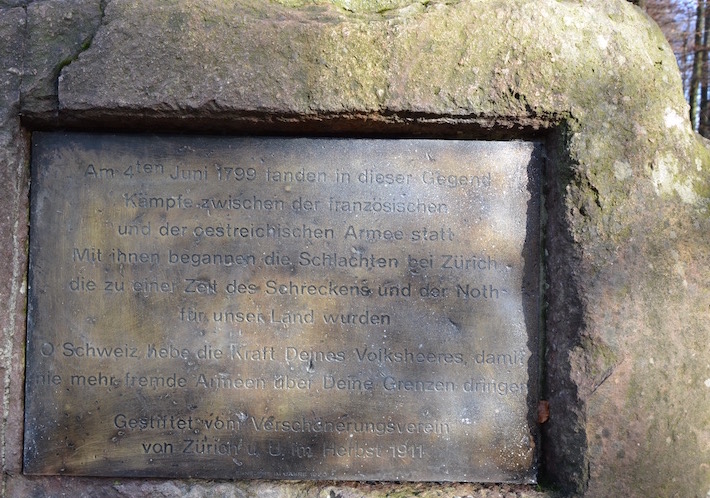 Am 4ten Juni 1799 fanden in dieser Gegend
Kämpfe zwischen der französischen
und der oestreichischen Armee statt
Mit ihnen begannen die Schlachten bei Zürich
die zu einer Zeit des Schreckens und der Noth
für unser Land wurden
O Schweiz, hebe die Kraft Deines Volksheeres, damit
nie mehr fremde Armeen über Deine Grenzen dringen
Gestiftet vom Verschönerungsverein
von Zürich u. U. im Herbst 1911